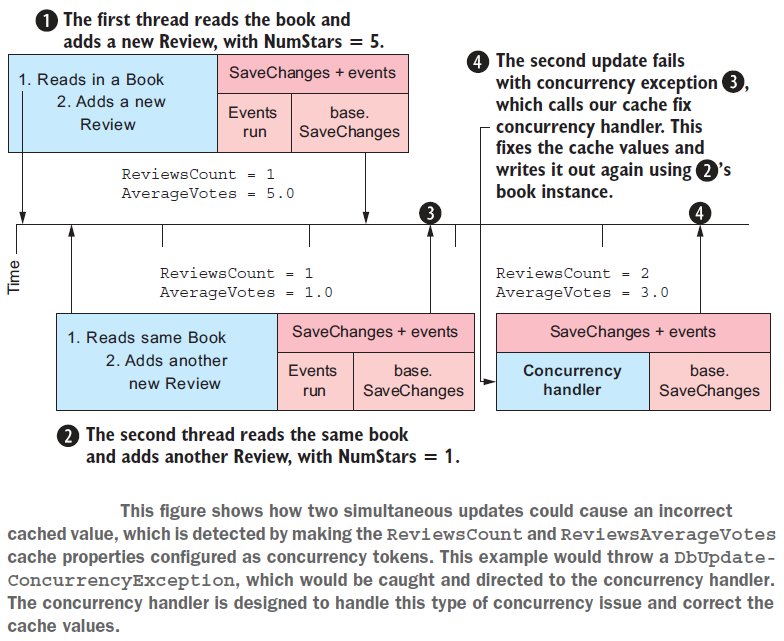 ❶ The first thread reads the book and
adds a new Review, with NumStars = 5.
1. Reads in a Book
2. Adds a new
Review
SaveChanges + events
Events
run
base.
SaveChanges
ReviewsCount = 1
AverageVotes = 5.0
❹ The second update fails
with concurrency exception ❸,
which calls our cache fix
concurrency handler. This
fixes the cache values and
writes it out again using ❷’s
book instance.
❸
❹
Time
ReviewsCount = 1
AverageVotes = 1.0
ReviewsCount = 2
AverageVotes = 3.0
1. Reads same Book
2. Adds another
new Review
SaveChanges + events
Events
run
base.
SaveChanges
SaveChanges + events
Concurrency
handler
base.
SaveChanges
❷ The second thread reads the same book
and adds another Review, with NumStars = 1.
This figure shows how two simultaneous updates could cause an incorrect
cached value, which is detected by making the ReviewsCount and ReviewsAverageVotes
cache properties configured as concurrency tokens. This example would throw a DbUpdate-
ConcurrencyException, which would be caught and directed to the concurrency handler.
The concurrency handler is designed to handle this type of concurrency issue and correct the
cache values.